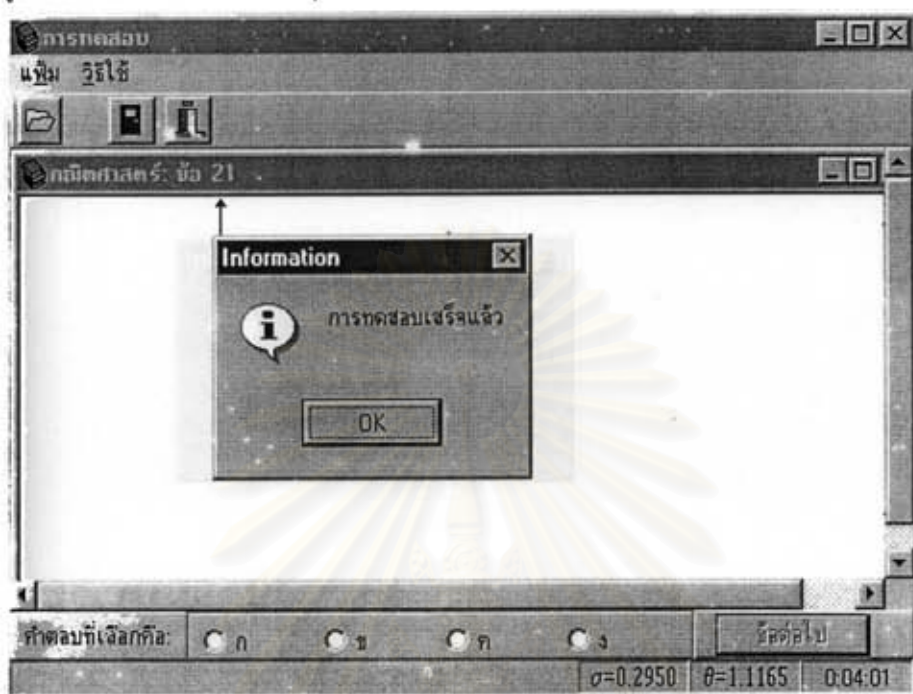 การทดสอบ
แฟ้ม วิธีใช้
คณิตศาสตร์: ข้อ 21
Information
การทดสอบเสร็จแล้ว
OK
คำตอบที่เลือกคือ: ก ข ค ง ข้อต่อไป
σ=0.2950 θ=1.1165 0:04:01